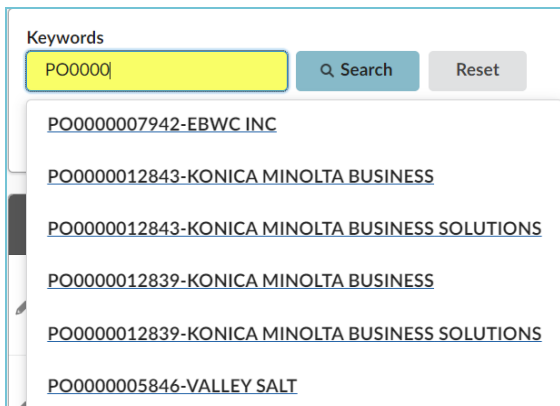 Keywords
PO0000 Search Reset
PO0000007942-EBWC INC
PO0000012843-KONICA MINOLTA BUSINESS
PO0000012843-KONICA MINOLTA BUSINESS SOLUTIONS
PO0000012839-KONICA MINOLTA BUSINESS
PO0000012839-KONICA MINOLTA BUSINESS SOLUTIONS
PO0000005846-VALLEY SALT